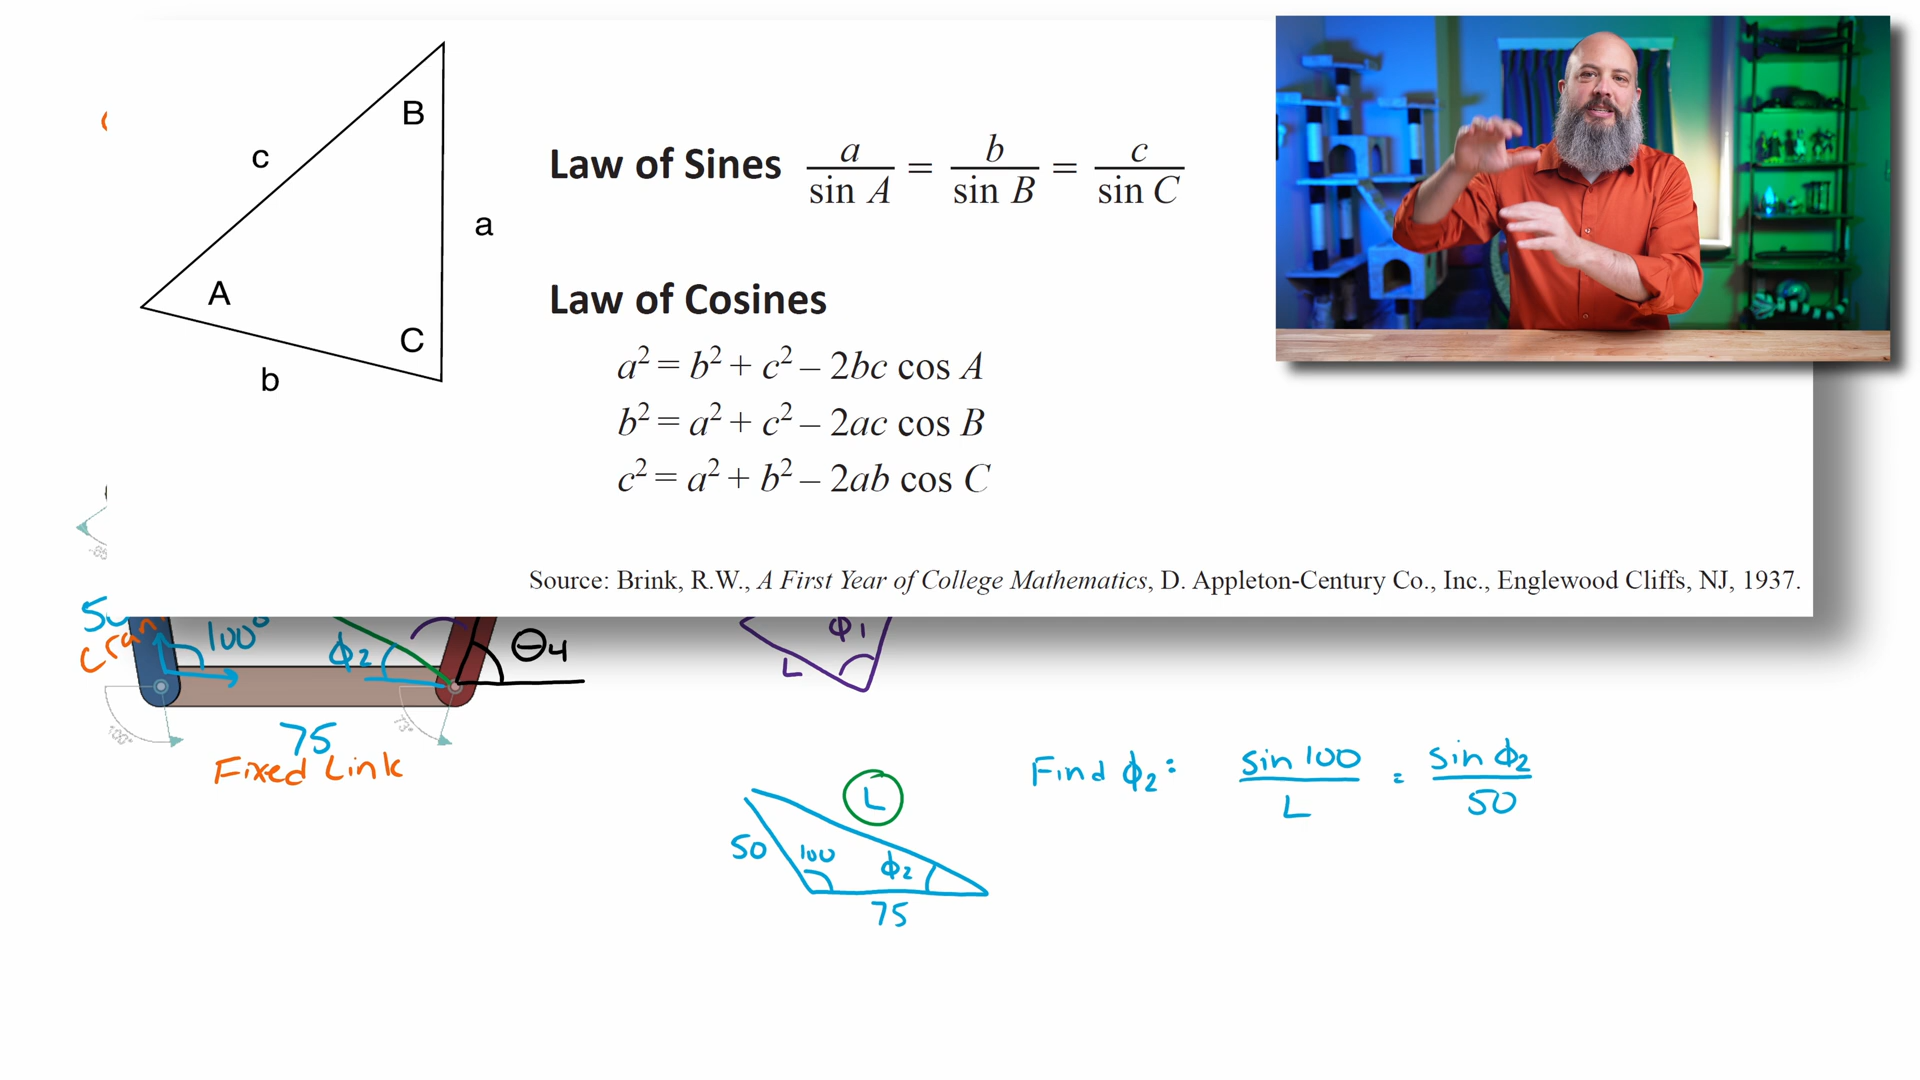 B
c
a
A
C
b
Law of Sines a/sin A = b/sin B = c/sin C
Law of Cosines
a² = b² + c² – 2bc cos A
b² = a² + c² – 2ac cos B
c² = a² + b² – 2ab cos C
Source: Brink, R.W., A First Year of College Mathematics, D. Appleton-Century Co., Inc., Englewood Cliffs, NJ, 1937.
100°
ϕ2
θ4
100°
73°
75
Fixed Link
ϕ1
L
L
50
100
ϕ2
75
Find ϕ2: sin 100/L = sin ϕ2/50